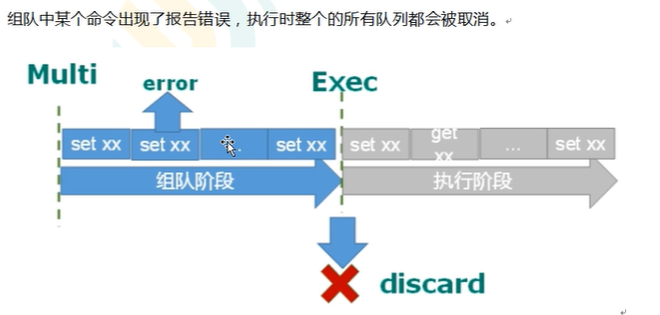 组队中某个命令出现了报告错误，执行时整个的所有队列都会被取消。
Multi
error
Exec
set xx
set xx
..
set xx
set xx
get xx
...
set xx
组队阶段
执行阶段
discard